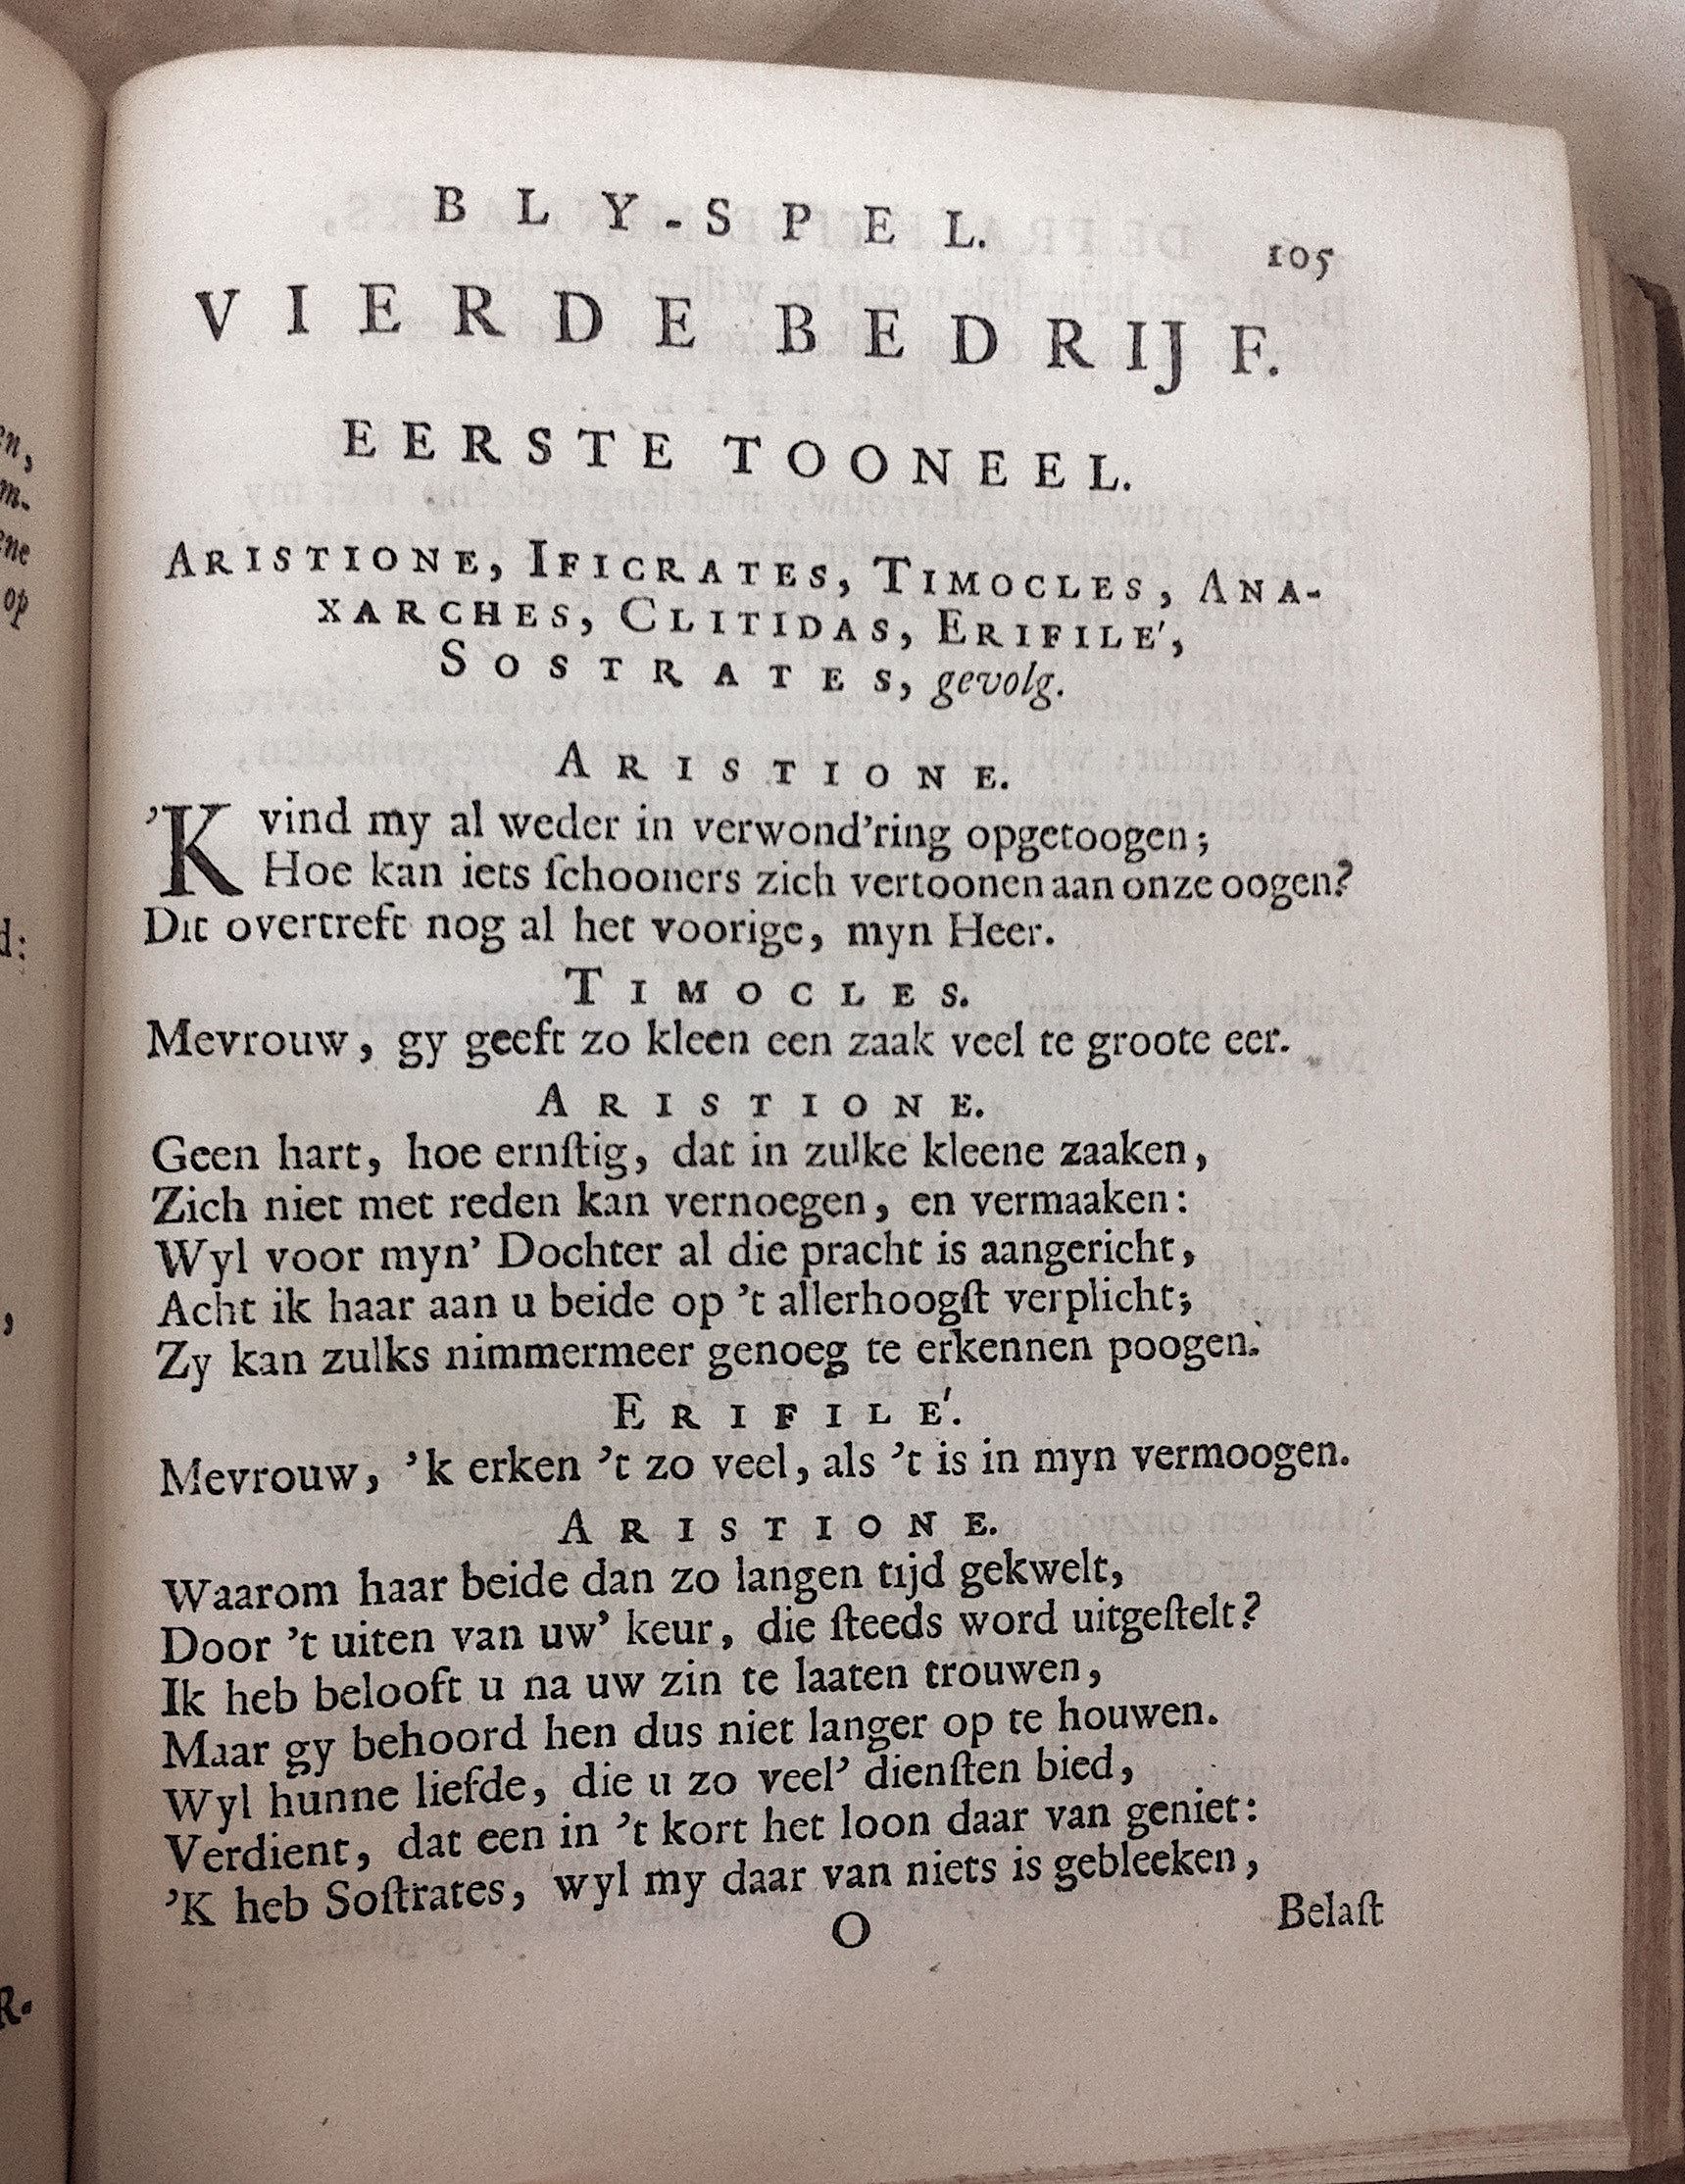 BLY-SPEL. 105
VIERDE BEDRIJF.
EERSTE TOONEEL.
ARISTIONE, IFICRATES, TIMOCLES, ANA-
XARCHES, CLITIDAS, ERIFILE',
SOSTRATES, gevolg.
ARISTIONE.
'K vind my al weder in verwond'ring opgetoogen;
Hoe kan iets ſchooners zich vertoonen aan onze oogen?
Dit overtreft nog al het voorige, myn Heer.
TIMOCLES.
Mevrouw, gy geeft zo kleen een zaak veel te groote eer.
ARISTIONE.
Geen hart, hoe ernſtig, dat in zulke kleene zaaken,
Zich niet met reden kan vernoegen, en vermaaken:
Wyl voor myn' Dochter al die pracht is aangericht,
Acht ik haar aan u beide op 't allerhoogſt verplicht;
Zy kan zulks nimmermeer genoeg te erkennen poogen.
ERIFILE'.
Mevrouw, 'k erken 't zo veel, als 't is in myn vermoogen.
ARISTIONE.
Waarom haar beide dan zo langen tijd gekwelt,
Door 't uiten van uw' keur, die ſteeds word uitgeſtelt?
Ik heb belooft u na uw zin te laaten trouwen,
Maar gy behoord hen dus niet langer op te houwen.
Wyl hunne liefde, die u zo veel' dienſten bied,
Verdient, dat een in 't kort het loon daar van geniet:
'K heb Soſtrates, wyl my daar van niets is gebleeken,
O Belaſt